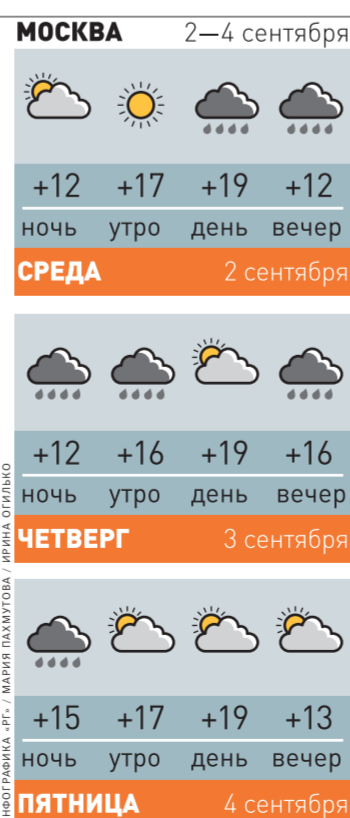 МОСКВА 2—4 сентября
+12 +17 +19 +12
ночь утро день вечер
СРЕДА 2 сентября
+12 +16 +19 +16
ночь утро день вечер
ЧЕТВЕРГ 3 сентября
+15 +17 +19 +13
ночь утро день вечер
ПЯТНИЦА 4 сентября
НФОГРАФИКА «РГ» / МАРИЯ ПАХМУТОВА / ИРИНА ОГИЛЬКО